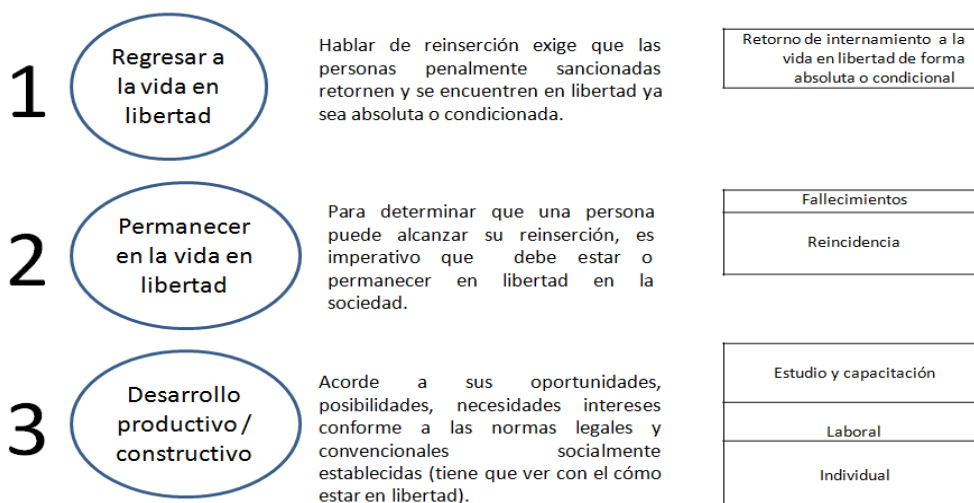 1
Regresar a
la vida en
libertad
Hablar de reinserción exige que las
personas penalmente sancionadas
retornen y se encuentren en libertad ya
sea absoluta o condicionada.
Retorno de internamiento a la
vida en libertad de forma
absoluta o condicional
2
Permanecer
en la vida en
libertad
Para determinar que una persona
puede alcanzar su reinserción, es
imperativo que debe estar o
permanecer en libertad en la
sociedad.
Fallecimientos
Reincidencia
3
Desarrollo
productivo /
constructivo
Acorde a sus oportunidades,
posibilidades, necesidades intereses
conforme a las normas legales y
convencionales socialmente
establecidas (tiene que ver con el cómo
estar en libertad).
Estudio y capacitación
Laboral
Individual